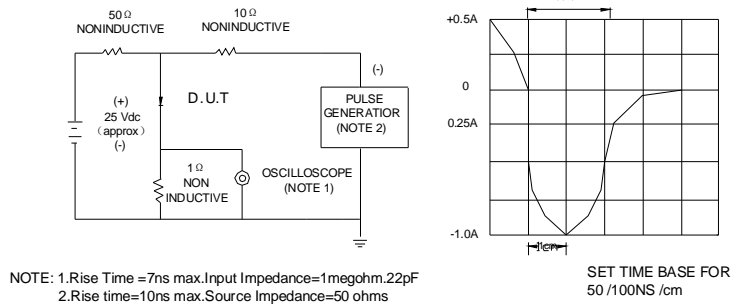 50Ω
NONINDUCTIVE
10Ω
NONINDUCTIVE
(+)
25 Vdc
(approx)
(-)
D.U.T
(-)
PULSE
GENERATIOR
(NOTE 2)
1Ω
NON
INDUCTIVE
OSCILLOSCOPE
(NOTE 1)
NOTE: 1.Rise Time =7ns max.Input Impedance=1megohm.22pF
2.Rise time=10ns max.Source Impedance=50 ohms
+0.5A
0
0.25A
-1.0A
1cm
SET TIME BASE FOR
50 /100NS /cm